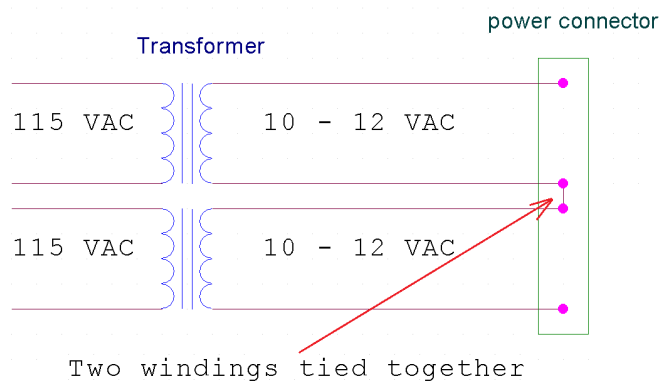 power connector
Transformer
115 VAC 10 - 12 VAC
115 VAC 10 - 12 VAC
Two windings tied together